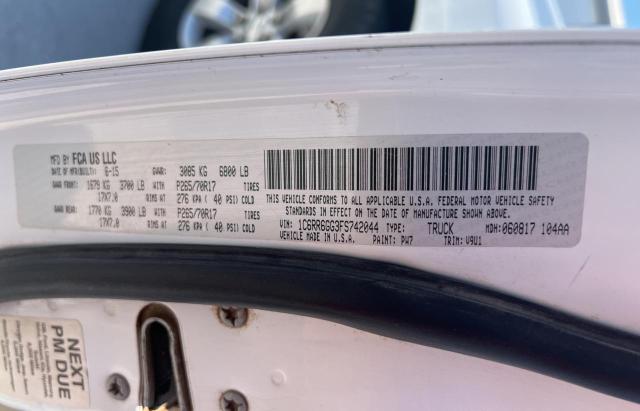 MFD BY FCA US LLC
DATE OF MFR(BUILT): 6-15 GVWR: 3085 KG 6800 LB
GAWR FRONT: 1679 KG 3700 LB WITH P265/70R17 TIRES
17X7.0 WITH 276 KPA ( 40 PSI) COLD
GAWR REAR: 1770 KG 3900 LB WITH P265/70R17 TIRES
17X7.0 WITH 276 KPA ( 40 PSI) COLD
THIS VEHICLE CONFORMS TO ALL APPLICABLE U.S.A. FEDERAL MOTOR VEHICLE SAFETY
STANDARDS IN EFFECT ON THE DATE OF MANUFACTURE SHOWN ABOVE.
VIN: 1C6RR6GG3FS742044 TYPE: TRUCK MDH: 060817 104AA
VEHICLE MADE IN U.S.A. PAINT: PW7 TRIM: V9U1
NEXT
PM DUE